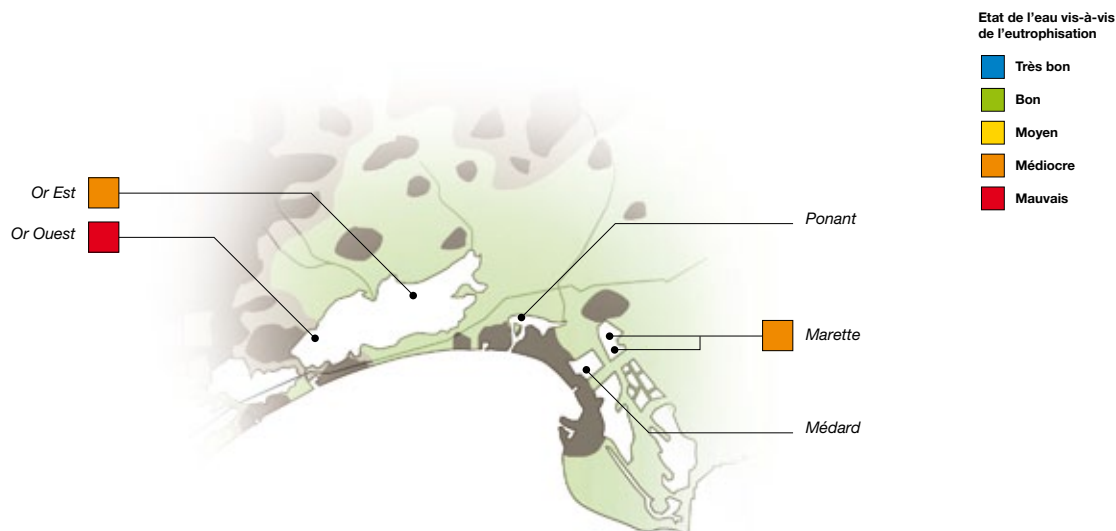 Etat de l'eau vis-à-vis
de l'eutrophisation
Très bon
Bon
Moyen
Médiocre
Mauvais
Or Est
Or Ouest
Ponant
Marette
Médard